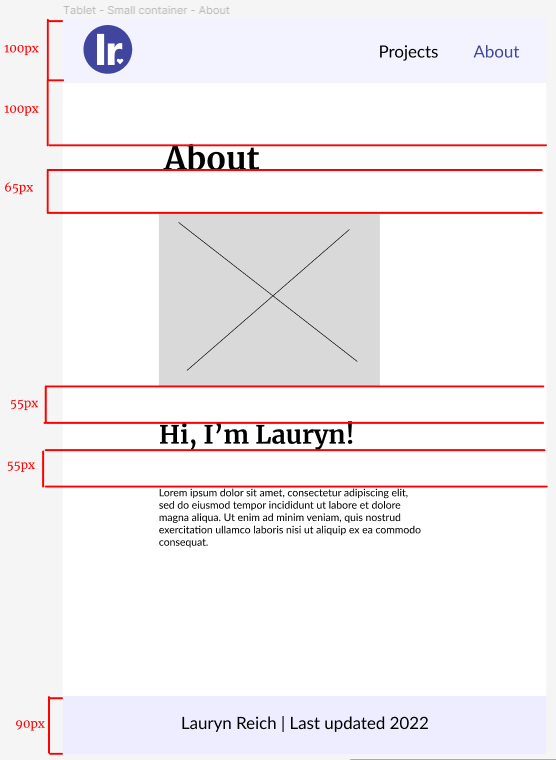 Tablet - Small container - About
100px
lr.
Projects
About
100px
About
65px
55px
Hi, I’m Lauryn!
55px
Lorem ipsum dolor sit amet, consectetur adipiscing elit,
sed do eiusmod tempor incididunt ut labore et dolore
magna aliqua. Ut enim ad minim veniam, quis nostrud
exercitation ullamco laboris nisi ut aliquip ex ea commodo
consequat.
90px
Lauryn Reich | Last updated 2022